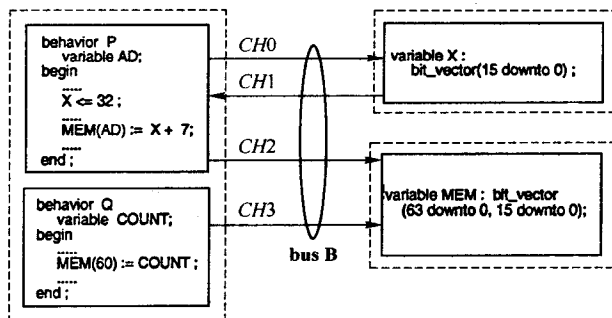 behavior P
variable AD;
begin
.....
X <= 32 ;
.....
MEM(AD) := X + 7;
.....
end ;
behavior Q
variable COUNT;
begin
.....
MEM(60) := COUNT ;
.....
end ;
CH0
CH1
CH2
CH3
bus B
variable X :
bit_vector(15 downto 0) ;
variable MEM : bit_vector
(63 downto 0, 15 downto 0);